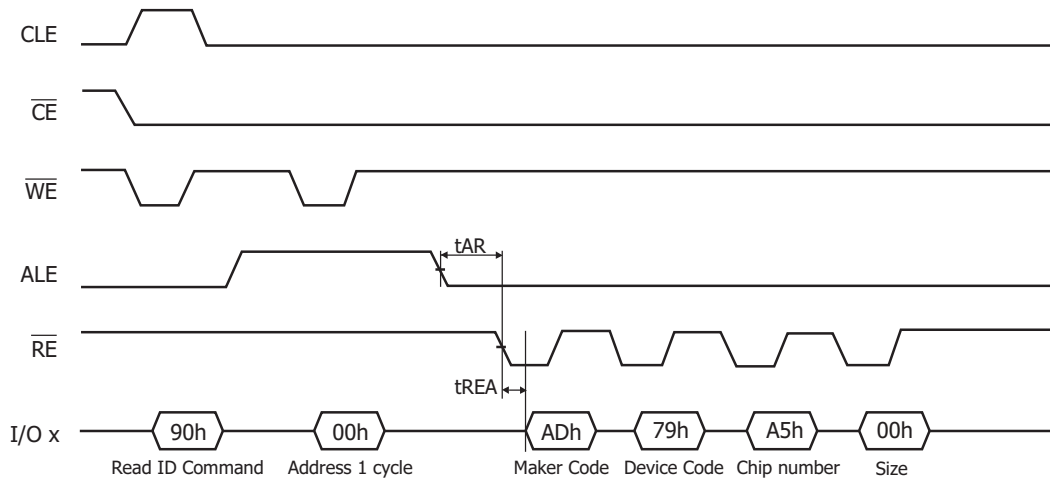 CLE
CE
WE
ALE
tAR
RE
tREA
I/O x
90h 00h ADh 79h A5h 00h
Read ID Command Address 1 cycle Maker Code Device Code Chip number Size